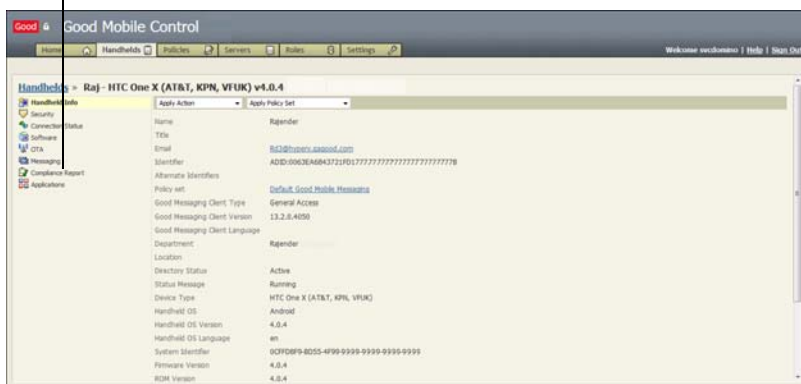 Good Good Mobile Control
Home Handhelds Policies Servers Roles Settings Welcome svcdomino | Help | Sign Out
Handhelds > Raj - HTC One X (AT&T, KPN, VFUK) v4.0.4
Handheld Info
Security
Connection Status
Software
OTA
Messaging
Compliance Report
Applications
Apply Action Apply Policy Set
Name Rajender
Title
Email
Identifier
Alternate Identifiers
Policy set Default Good Mobile Messaging
Good Messaging Client Type General Access
Good Messaging Client Version 13.2.0.4050
Good Messaging Client Language
Department Rajender
Location
Directory Status Active
Status Message Running
Device Type HTC One X (AT&T, KPN, VFUK)
Handheld OS Android
Handheld OS Version 4.0.4
Handheld OS Language en
System Identifier
Firmware Version 4.0.4
ROM Version 4.0.4